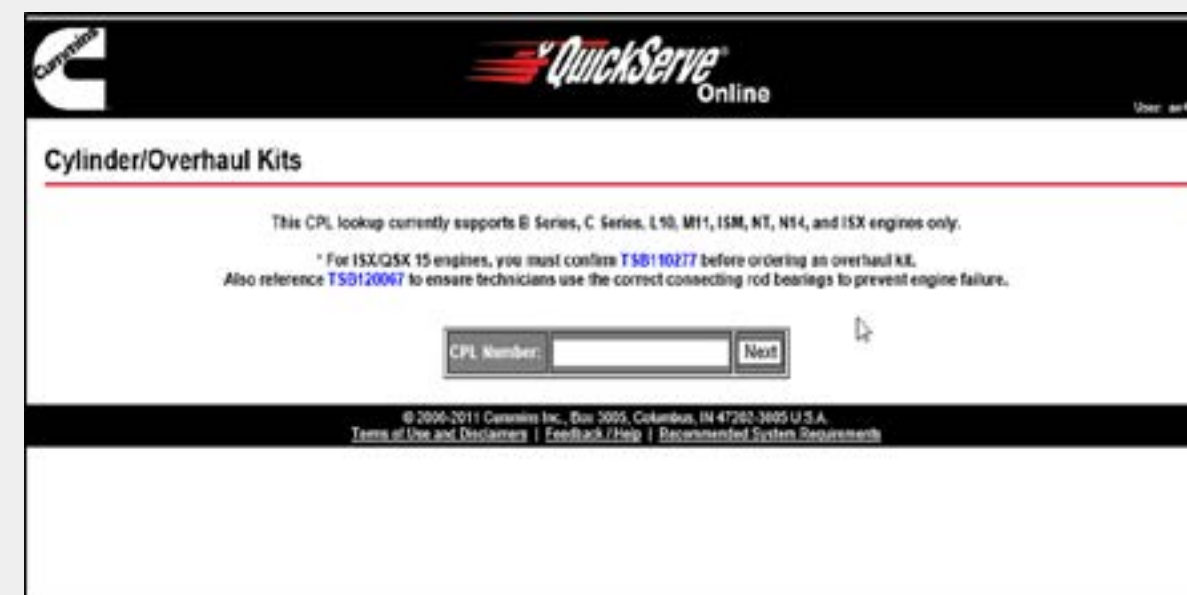 Cummins
QuickServe®
Online
User:
Cylinder/Overhaul Kits
This CPL lookup currently supports B Series, C Series, L10, M11, ISM, NT, N14, and ISX engines only.
* For ISX/QSX 15 engines, you must confirm TSB110277 before ordering an overhaul kit.
Also reference TSB120067 to ensure technicians use the correct connecting rod bearings to prevent engine failure.
CPL Number: Next
© 2000-2011 Cummins Inc., Box 3005, Columbus, IN 47202-3005 U.S.A.
Terms of Use and Disclaimers | Feedback / Help | Recommended System Requirements